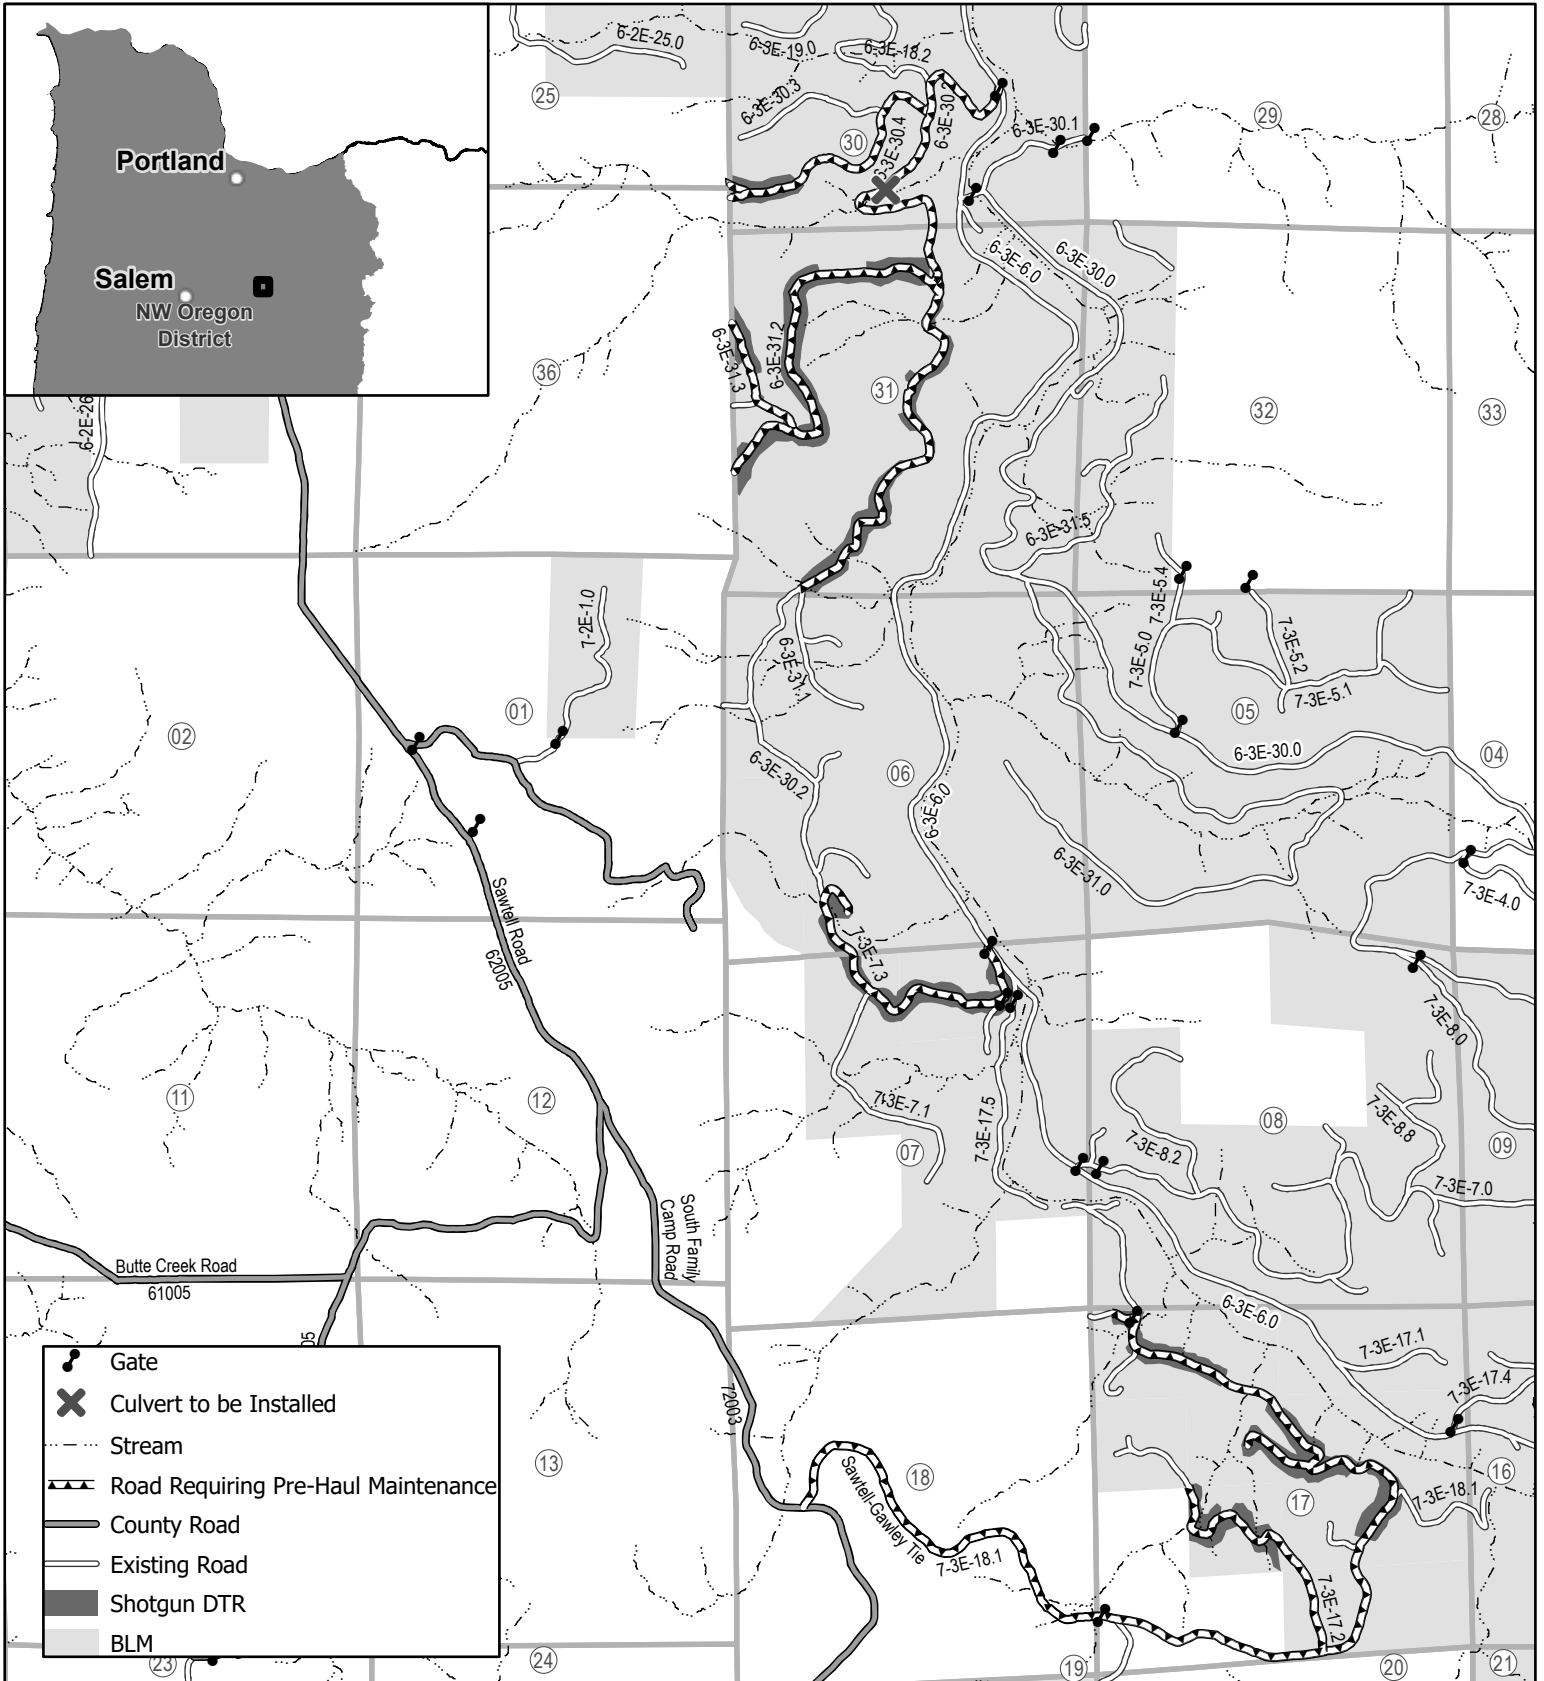 Portland
Salem
NW Oregon
District
6-2E-25.0
6-3E-19.0
6-3E-18.2
25
6-3E-30.3
30
6-3E-30.4
6-3E-30.2
6-3E-30.1
29
28
6-3E-6.0
6-3E-30.0
36
6-3E-31.3
6-3E-31.2
31
32
33
6-2E-26
6-3E-31.5
7-3E-5.4
7-2E-1.0
6-3E-31.1
7-3E-5.0
7-3E-5.2
7-3E-5.1
02
01
05
04
6-3E-30.2
06
6-3E-30.0
6-3E-6.0
6-3E-31.0
7-3E-4.0
Sawtell Road
62005
7-3E-7.3
7-3E-8.0
11
12
7-3E-7.1
7-3E-17.5
07
08
7-3E-8.2
7-3E-8.8
09
7-3E-7.0
South Family
Camp Road
Butte Creek Road
61005
05
6-3E-6.0
7-3E-17.1
7-3E-17.4
72003
13
18
Sawtell-Gawley Tie
7-3E-18.1
17
7-3E-18.1
16
7-3E-17.2
23
24
19
20
21
Gate
Culvert to be Installed
Stream
Road Requiring Pre-Haul Maintenance
County Road
Existing Road
Shotgun DTR
BLM